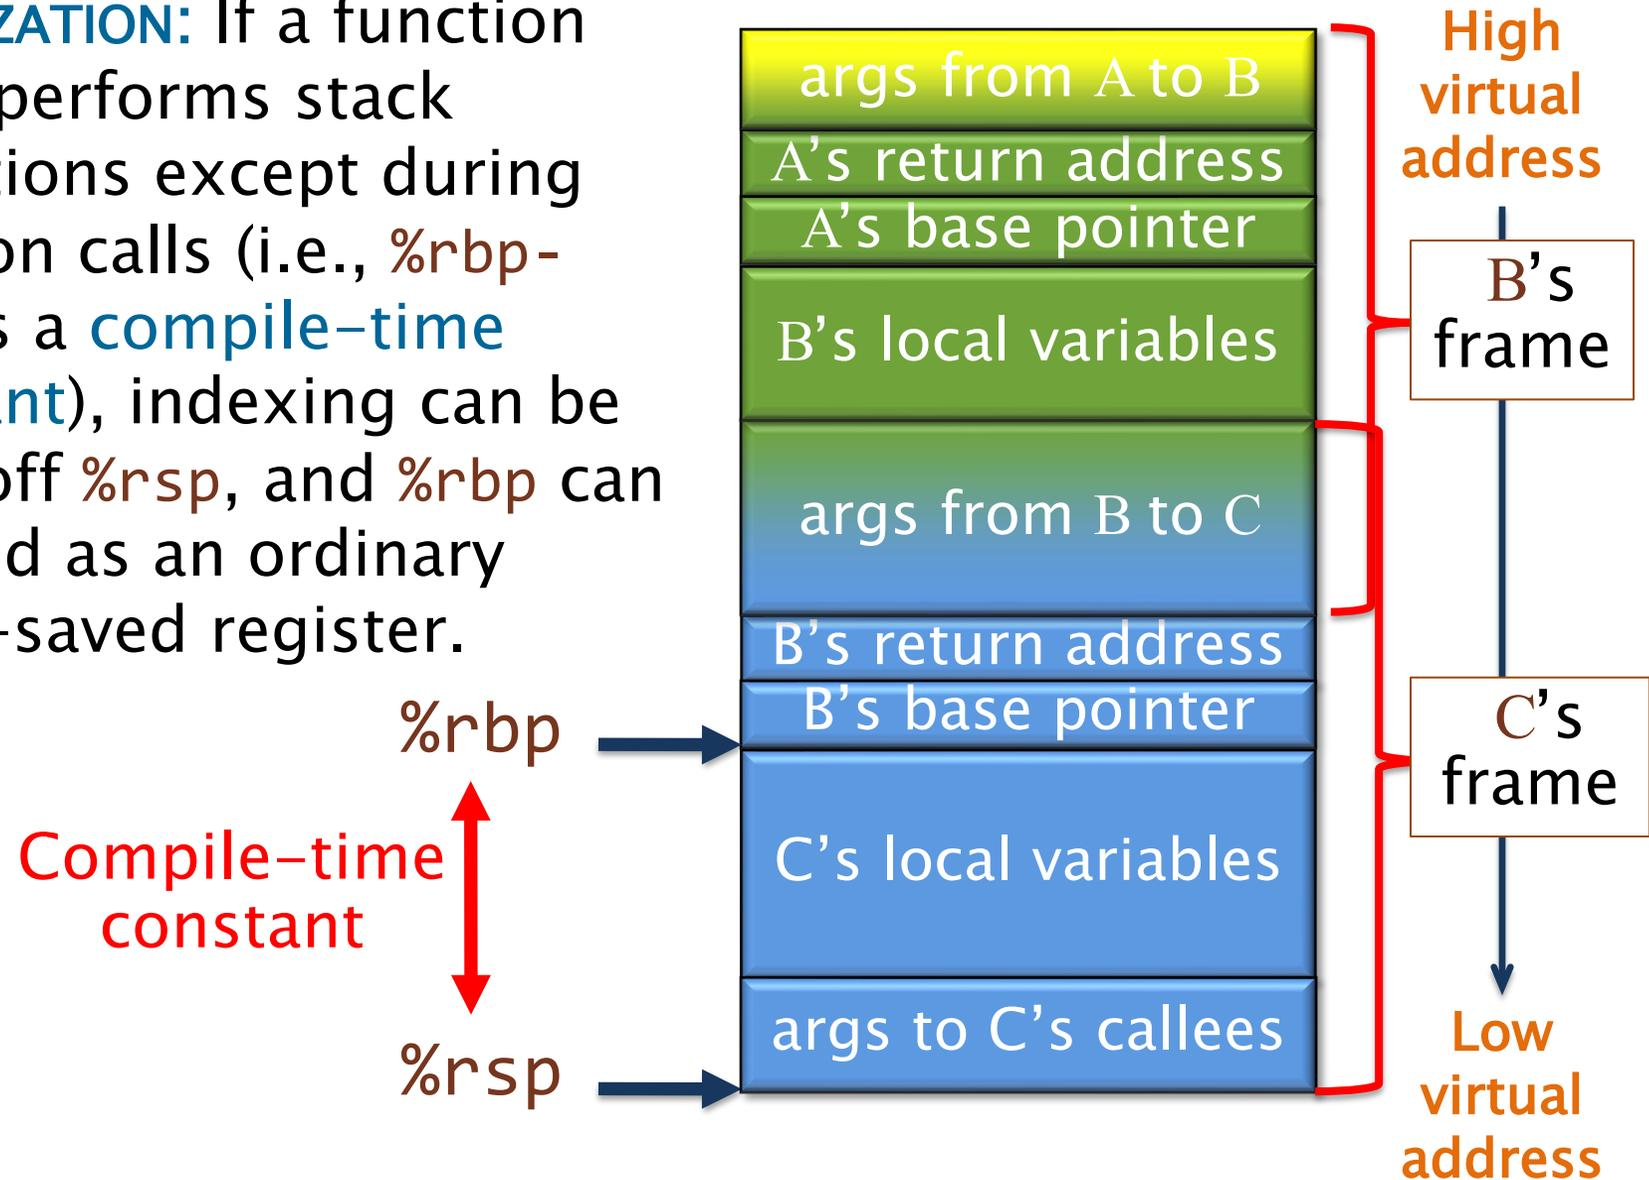 ZATION: If a function
performs stack
tions except during
on calls (i.e., %rbp-
s a compile-time
ant), indexing can be
off %rsp, and %rbp can
d as an ordinary
-saved register.
%rbp
Compile-time
constant
%rsp
args from A to B
A's return address
A's base pointer
B's local variables
args from B to C
B's return address
B's base pointer
C's local variables
args to C's callees
High
virtual
address
B's
frame
C's
frame
Low
virtual
address